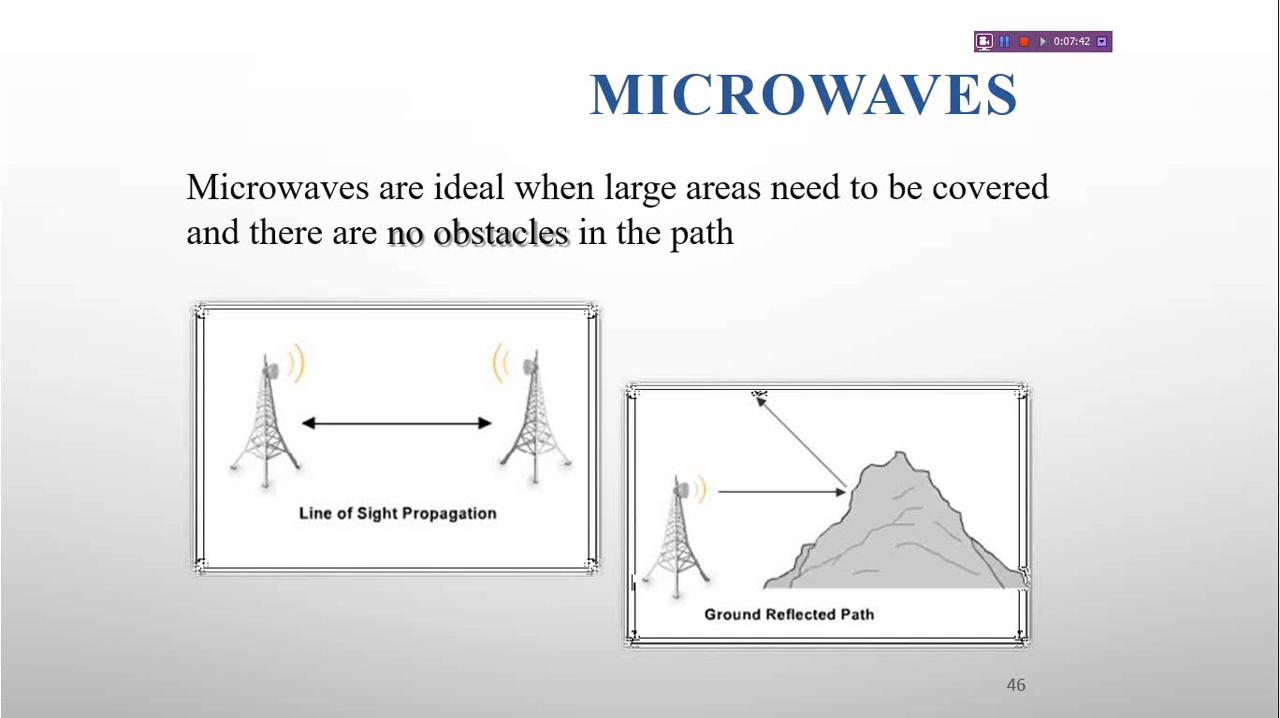 0:07:42
MICROWAVES
Microwaves are ideal when large areas need to be covered
and there are no obstacles in the path
Line of Sight Propagation
Ground Reflected Path
46